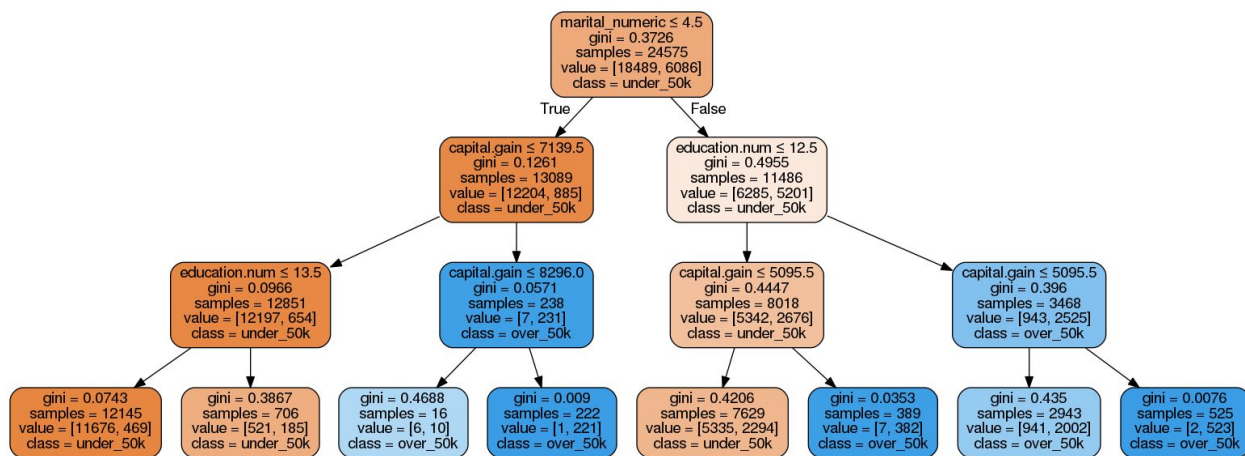 marital_numeric ≤ 4.5
gini = 0.3726
samples = 24575
value = [18489, 6086]
class = under_50k
True
False
capital.gain ≤ 7139.5
gini = 0.1261
samples = 13089
value = [12204, 885]
class = under_50k
education.num ≤ 12.5
gini = 0.4955
samples = 11486
value = [6285, 5201]
class = under_50k
education.num ≤ 13.5
gini = 0.0966
samples = 12851
value = [12197, 654]
class = under_50k
capital.gain ≤ 8296.0
gini = 0.0571
samples = 238
value = [7, 231]
class = over_50k
capital.gain ≤ 5095.5
gini = 0.4447
samples = 8018
value = [5342, 2676]
class = under_50k
capital.gain ≤ 5095.5
gini = 0.396
samples = 3468
value = [943, 2525]
class = over_50k
gini = 0.0743
samples = 12145
value = [11676, 469]
class = under_50k
gini = 0.3867
samples = 706
value = [521, 185]
class = under_50k
gini = 0.4688
samples = 16
value = [6, 10]
class = over_50k
gini = 0.009
samples = 222
value = [1, 221]
class = over_50k
gini = 0.4206
samples = 7629
value = [5335, 2294]
class = under_50k
gini = 0.0353
samples = 389
value = [7, 382]
class = over_50k
gini = 0.435
samples = 2943
value = [941, 2002]
class = over_50k
gini = 0.0076
samples = 525
value = [2, 523]
class = over_50k